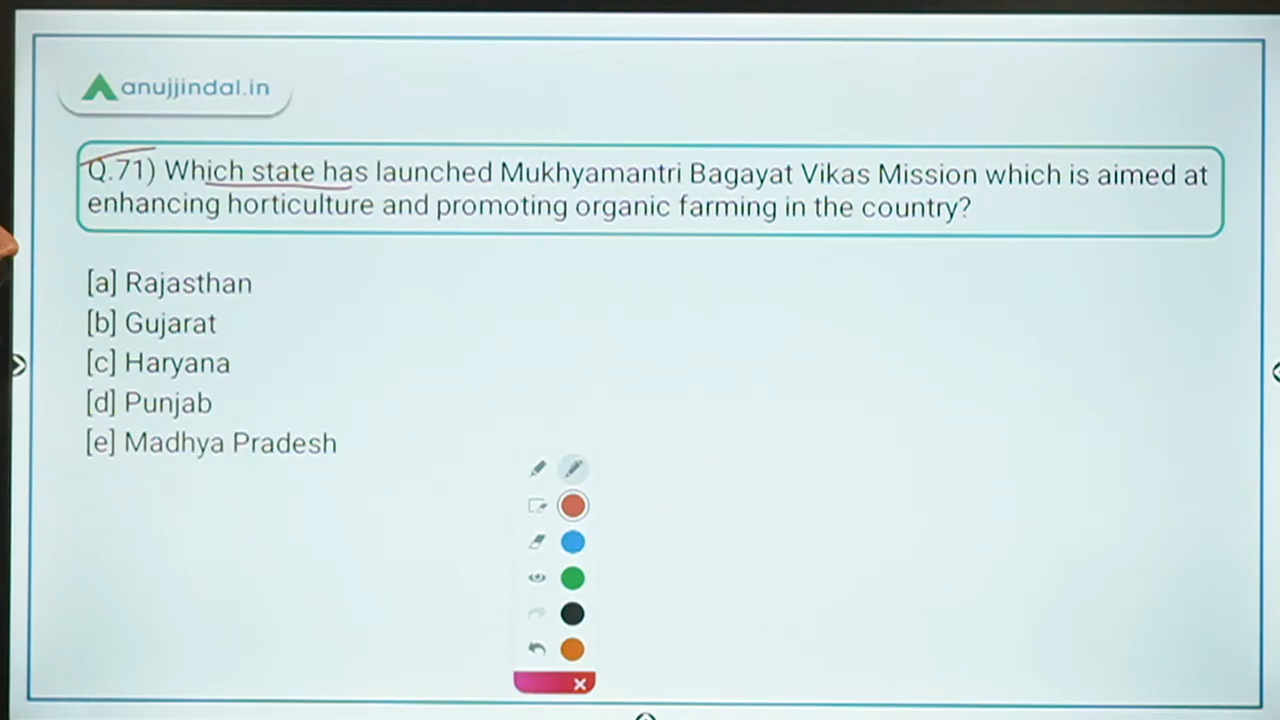 anujjindal.in
Q.71) Which state has launched Mukhyamantri Bagayat Vikas Mission which is aimed at
enhancing horticulture and promoting organic farming in the country?
[a] Rajasthan
[b] Gujarat
[c] Haryana
[d] Punjab
[e] Madhya Pradesh